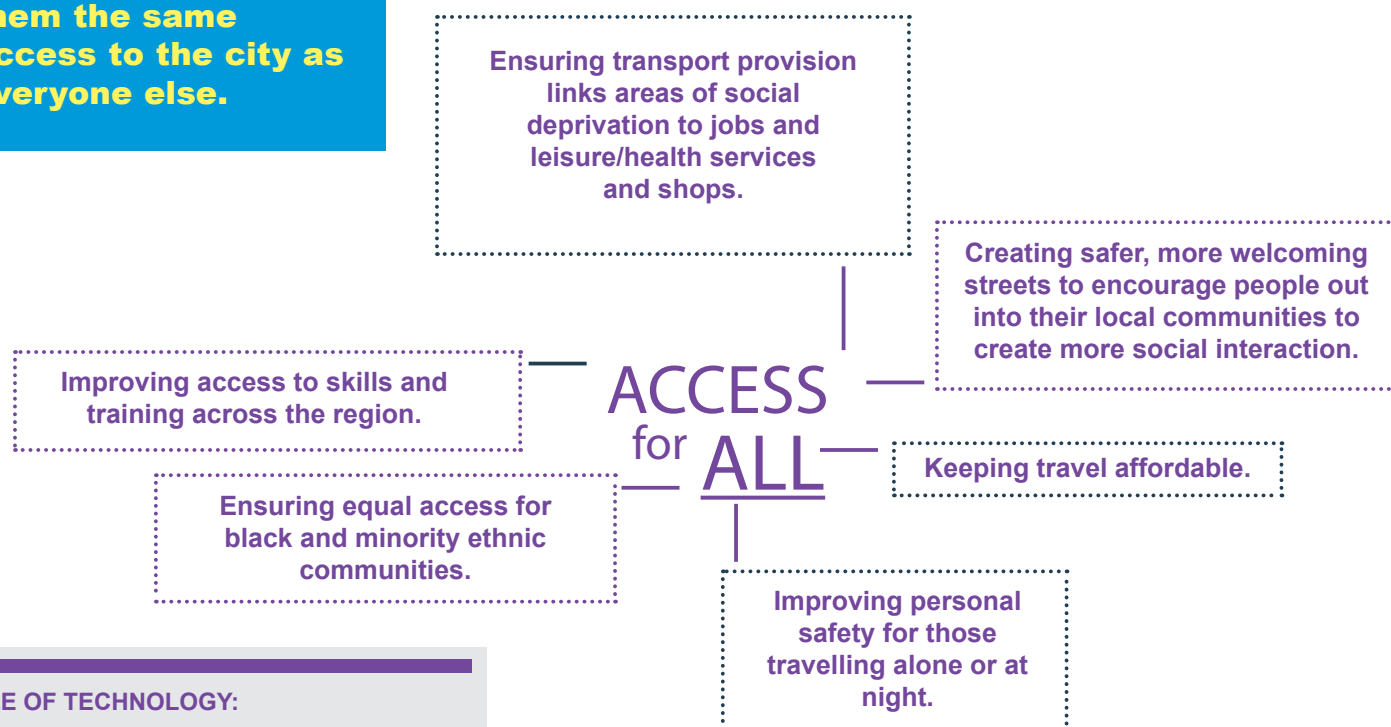 the same
access to the city as
everyone else.
Ensuring transport provision
links areas of social
deprivation to jobs and
leisure/health services
and shops.
Creating safer, more welcoming
streets to encourage people out
into their local communities to
create more social interaction.
Improving access to skills and
training across the region.
ACCESS
for ALL
Keeping travel affordable.
Ensuring equal access for
black and minority ethnic
communities.
Improving personal
safety for those
travelling alone or at
night.
OF TECHNOLOGY: